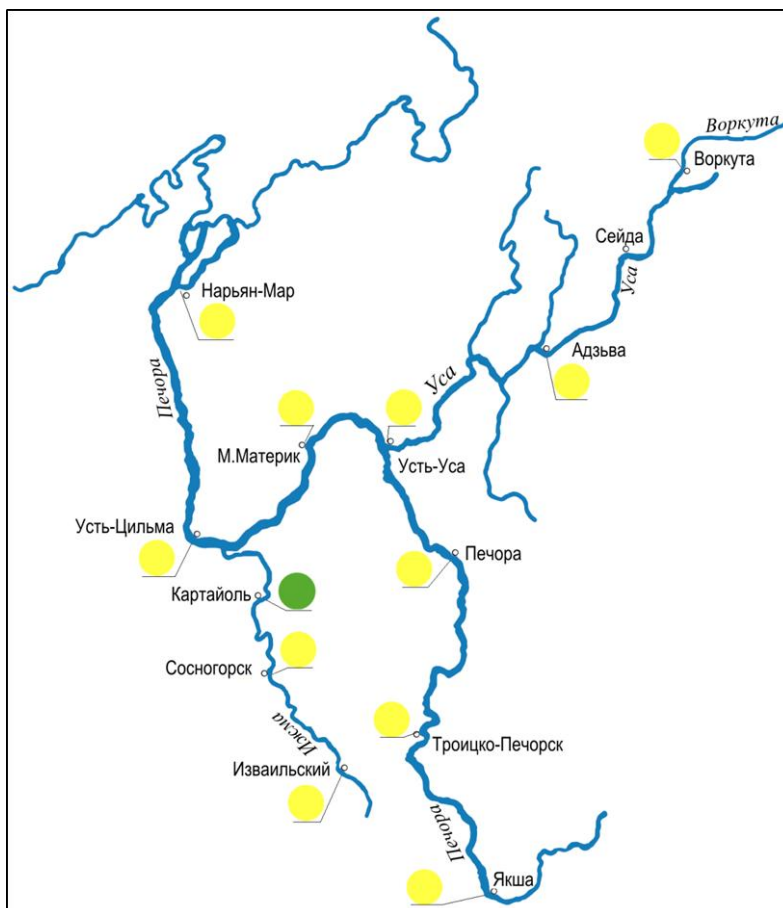 Воркута
Воркута
Сейда
Уса
Нарьян-Мар
Адзьва
Печора
Уса
М.Материк
Усть-Уса
Усть-Цильма
Печора
Картайоль
Сосногорск
Ижма
Троицко-Печорск
Изваильский
Печора
Якша